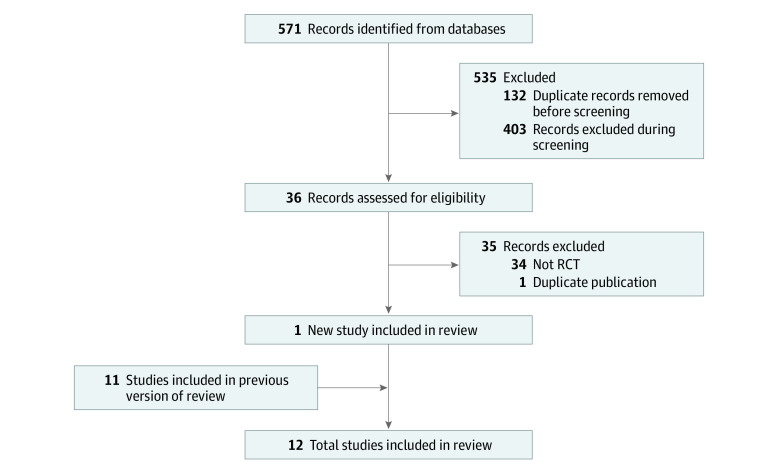 571 Records identified from databases
535 Excluded
132 Duplicate records removed
before screening
403 Records excluded during
screening
36 Records assessed for eligibility
35 Records excluded
34 Not RCT
1 Duplicate publication
1 New study included in review
11 Studies included in previous
version of review
12 Total studies included in review